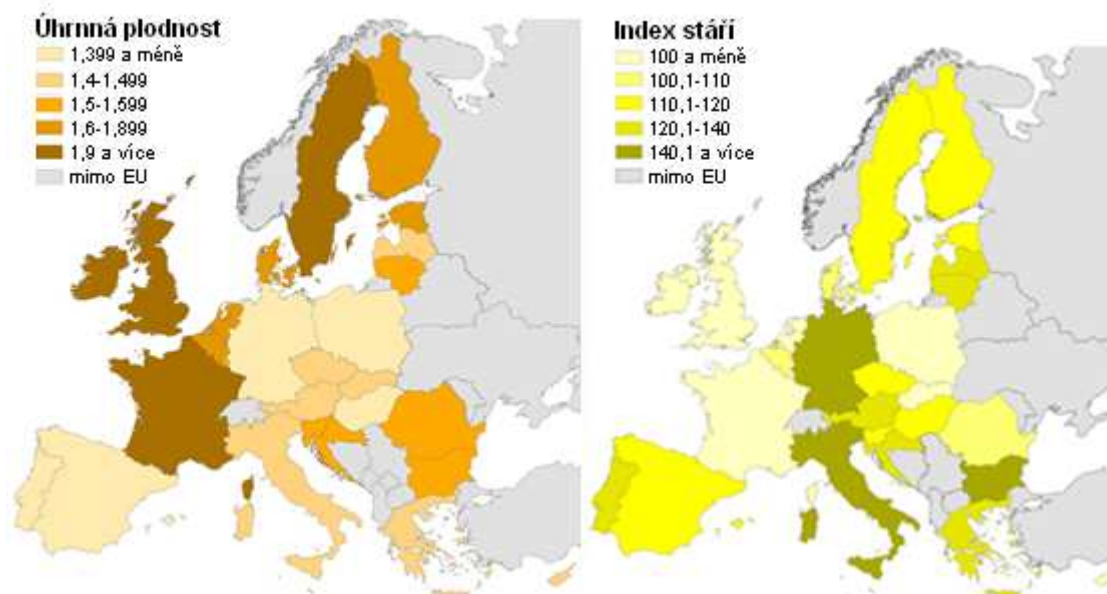 Úhrnná plodnost
1,399 a méně
1,4-1,499
1,5-1,599
1,6-1,899
1,9 a více
mimo EU
Index stáří
100 a méně
100,1-110
110,1-120
120,1-140
140,1 a více
mimo EU